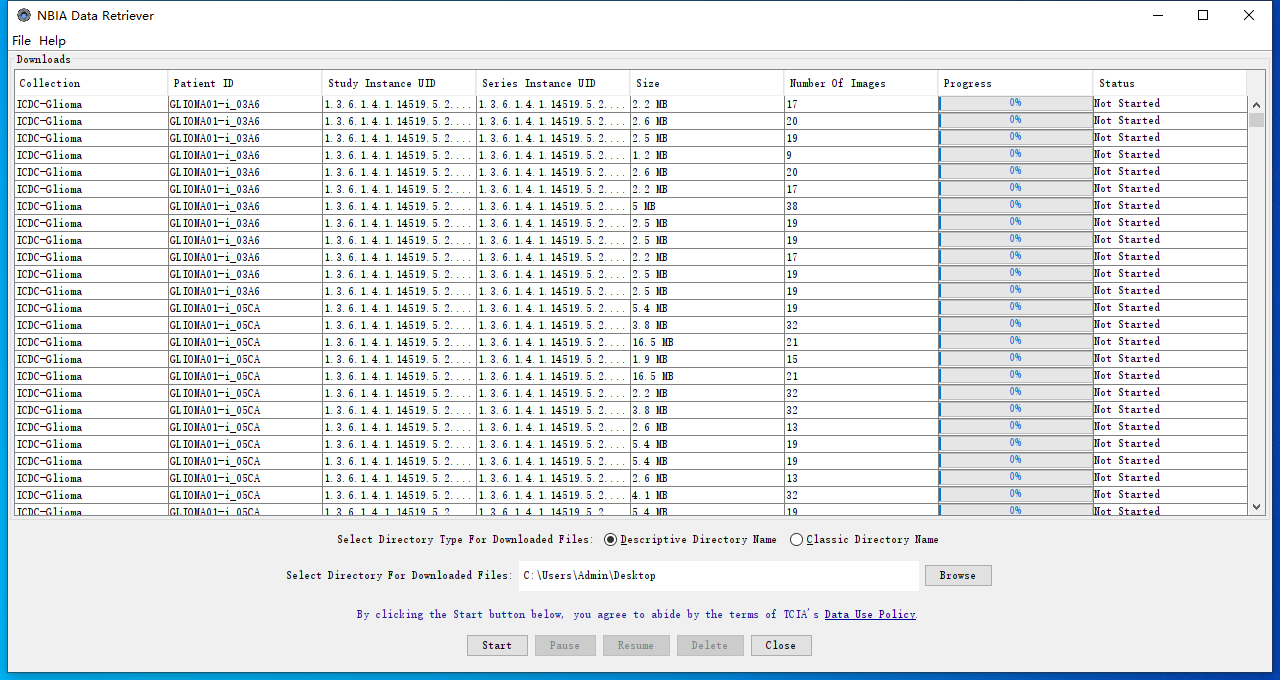 NBIA Data Retriever
File Help
Downloads
Collection Patient ID Study Instance UID Series Instance UID Size Number Of Images Progress Status
ICDC-Glioma GLIOMA01-i_03A6 1.3.6.1.4.1.14519.5.2.... 1.3.6.1.4.1.14519.5.2.... 2.2 MB 17 0% Not Started
ICDC-Glioma GLIOMA01-i_03A6 1.3.6.1.4.1.14519.5.2.... 1.3.6.1.4.1.14519.5.2.... 2.6 MB 20 0% Not Started
ICDC-Glioma GLIOMA01-i_03A6 1.3.6.1.4.1.14519.5.2.... 1.3.6.1.4.1.14519.5.2.... 2.5 MB 19 0% Not Started
ICDC-Glioma GLIOMA01-i_03A6 1.3.6.1.4.1.14519.5.2.... 1.3.6.1.4.1.14519.5.2.... 1.2 MB 9 0% Not Started
ICDC-Glioma GLIOMA01-i_03A6 1.3.6.1.4.1.14519.5.2.... 1.3.6.1.4.1.14519.5.2.... 2.6 MB 20 0% Not Started
ICDC-Glioma GLIOMA01-i_03A6 1.3.6.1.4.1.14519.5.2.... 1.3.6.1.4.1.14519.5.2.... 2.2 MB 17 0% Not Started
ICDC-Glioma GLIOMA01-i_03A6 1.3.6.1.4.1.14519.5.2.... 1.3.6.1.4.1.14519.5.2.... 5 MB 38 0% Not Started
ICDC-Glioma GLIOMA01-i_03A6 1.3.6.1.4.1.14519.5.2.... 1.3.6.1.4.1.14519.5.2.... 2.5 MB 19 0% Not Started
ICDC-Glioma GLIOMA01-i_03A6 1.3.6.1.4.1.14519.5.2.... 1.3.6.1.4.1.14519.5.2.... 2.5 MB 19 0% Not Started
ICDC-Glioma GLIOMA01-i_03A6 1.3.6.1.4.1.14519.5.2.... 1.3.6.1.4.1.14519.5.2.... 2.2 MB 17 0% Not Started
ICDC-Glioma GLIOMA01-i_03A6 1.3.6.1.4.1.14519.5.2.... 1.3.6.1.4.1.14519.5.2.... 2.5 MB 19 0% Not Started
ICDC-Glioma GLIOMA01-i_03A6 1.3.6.1.4.1.14519.5.2.... 1.3.6.1.4.1.14519.5.2.... 2.5 MB 19 0% Not Started
ICDC-Glioma GLIOMA01-i_05CA 1.3.6.1.4.1.14519.5.2.... 1.3.6.1.4.1.14519.5.2.... 5.4 MB 19 0% Not Started
ICDC-Glioma GLIOMA01-i_05CA 1.3.6.1.4.1.14519.5.2.... 1.3.6.1.4.1.14519.5.2.... 3.8 MB 32 0% Not Started
ICDC-Glioma GLIOMA01-i_05CA 1.3.6.1.4.1.14519.5.2.... 1.3.6.1.4.1.14519.5.2.... 16.5 MB 21 0% Not Started
ICDC-Glioma GLIOMA01-i_05CA 1.3.6.1.4.1.14519.5.2.... 1.3.6.1.4.1.14519.5.2.... 1.9 MB 15 0% Not Started
ICDC-Glioma GLIOMA01-i_05CA 1.3.6.1.4.1.14519.5.2.... 1.3.6.1.4.1.14519.5.2.... 16.5 MB 21 0% Not Started
ICDC-Glioma GLIOMA01-i_05CA 1.3.6.1.4.1.14519.5.2.... 1.3.6.1.4.1.14519.5.2.... 2.2 MB 32 0% Not Started
ICDC-Glioma GLIOMA01-i_05CA 1.3.6.1.4.1.14519.5.2.... 1.3.6.1.4.1.14519.5.2.... 3.8 MB 32 0% Not Started
ICDC-Glioma GLIOMA01-i_05CA 1.3.6.1.4.1.14519.5.2.... 1.3.6.1.4.1.14519.5.2.... 2.6 MB 13 0% Not Started
ICDC-Glioma GLIOMA01-i_05CA 1.3.6.1.4.1.14519.5.2.... 1.3.6.1.4.1.14519.5.2.... 5.4 MB 19 0% Not Started
ICDC-Glioma GLIOMA01-i_05CA 1.3.6.1.4.1.14519.5.2.... 1.3.6.1.4.1.14519.5.2.... 5.4 MB 19 0% Not Started
ICDC-Glioma GLIOMA01-i_05CA 1.3.6.1.4.1.14519.5.2.... 1.3.6.1.4.1.14519.5.2.... 2.6 MB 13 0% Not Started
ICDC-Glioma GLIOMA01-i_05CA 1.3.6.1.4.1.14519.5.2.... 1.3.6.1.4.1.14519.5.2.... 4.1 MB 32 0% Not Started
ICDC-Glioma GLIOMA01-i_05CA 1.3.6.1.4.1.14519.5.2.... 1.3.6.1.4.1.14519.5.2.... 5.4 MB 19 0% Not Started
Select Directory Type For Downloaded Files: Descriptive Directory Name Classic Directory Name
Select Directory For Downloaded Files: C:\Users\Admin\Desktop Browse
By clicking the Start button below, you agree to abide by the terms of TCIA's Data Use Policy.
Start Pause Resume Delete Close